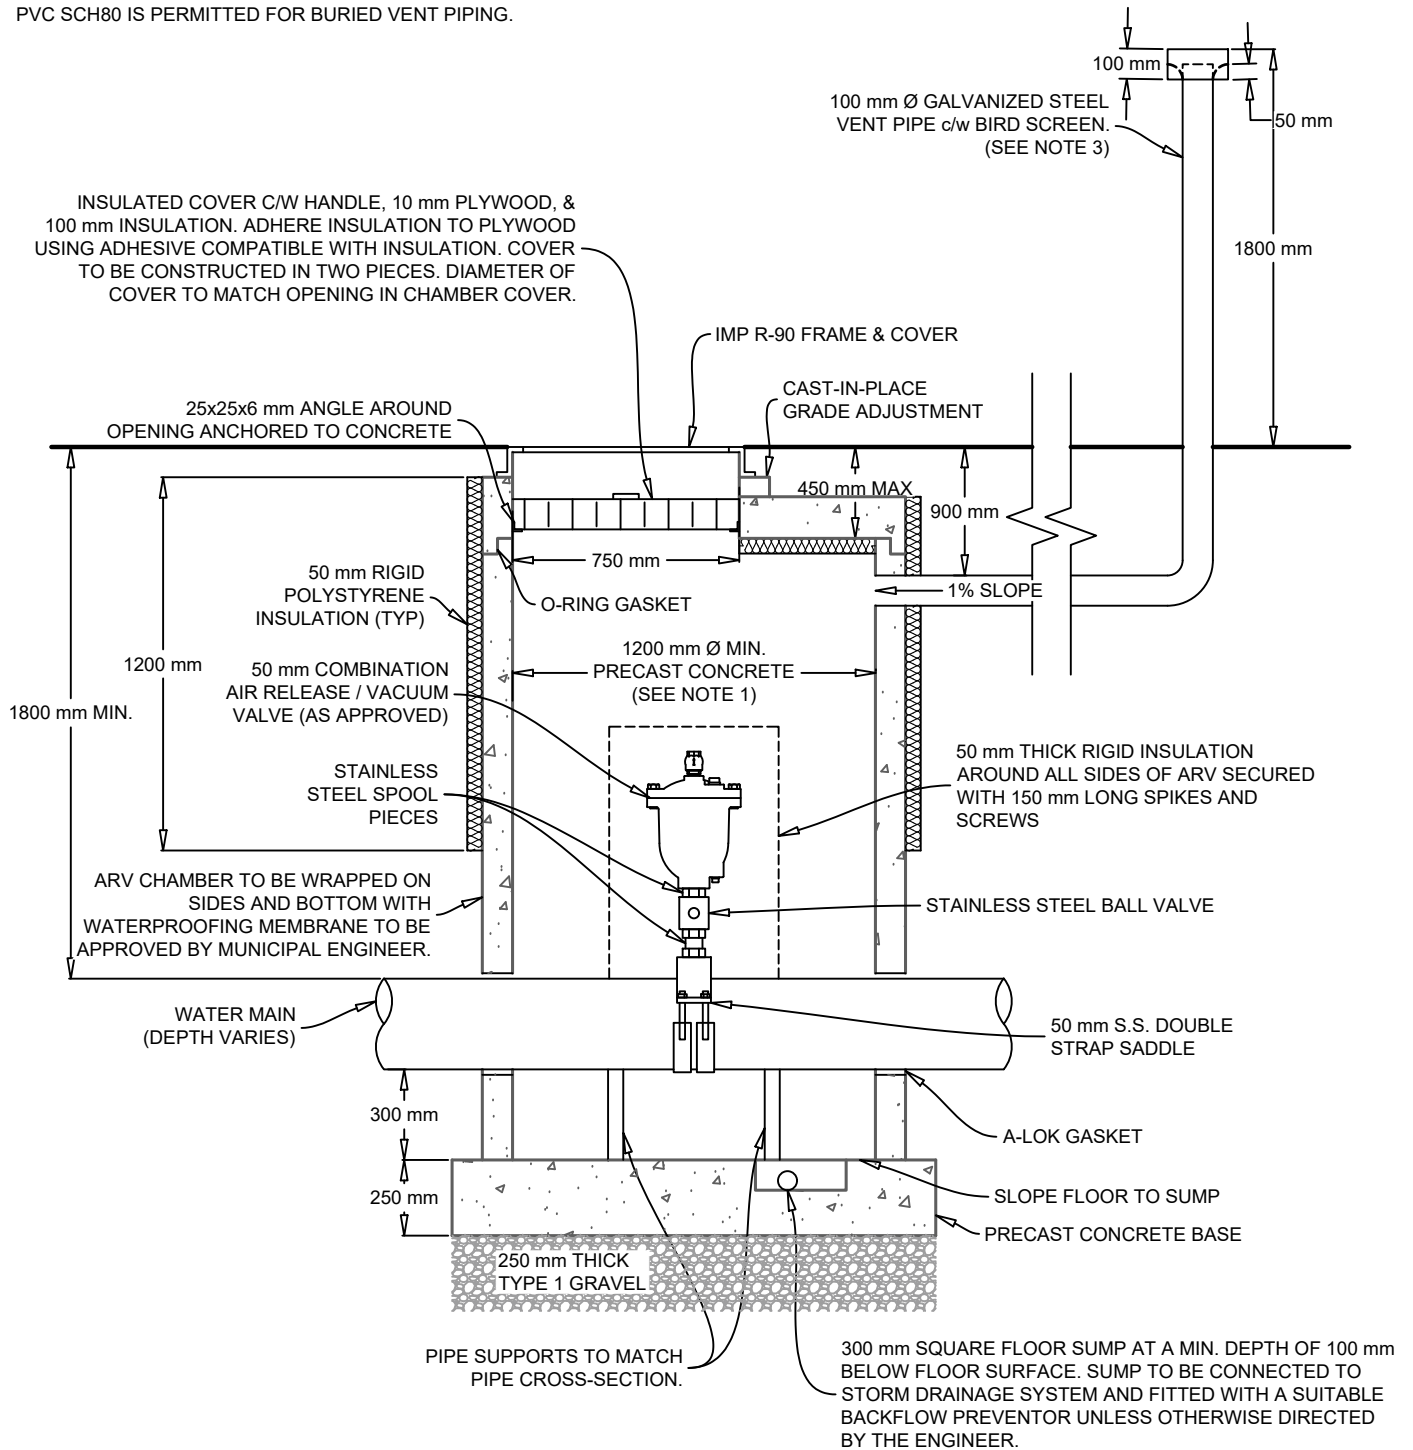 PVC SCH80 IS PERMITTED FOR BURIED VENT PIPING.
100 mm
50 mm
100 mm Ø GALVANIZED STEEL
VENT PIPE c/w BIRD SCREEN.
(SEE NOTE 3)
1800 mm
INSULATED COVER C/W HANDLE, 10 mm PLYWOOD, &
100 mm INSULATION. ADHERE INSULATION TO PLYWOOD
USING ADHESIVE COMPATIBLE WITH INSULATION. COVER
TO BE CONSTRUCTED IN TWO PIECES. DIAMETER OF
COVER TO MATCH OPENING IN CHAMBER COVER.
IMP R-90 FRAME & COVER
CAST-IN-PLACE
GRADE ADJUSTMENT
25x25x6 mm ANGLE AROUND
OPENING ANCHORED TO CONCRETE
450 mm MAX
900 mm
750 mm
1% SLOPE
50 mm RIGID
POLYSTYRENE
INSULATION (TYP)
O-RING GASKET
1200 mm
1200 mm Ø MIN.
PRECAST CONCRETE
(SEE NOTE 1)
50 mm COMBINATION
AIR RELEASE / VACUUM
VALVE (AS APPROVED)
1800 mm MIN.
STAINLESS
STEEL SPOOL
PIECES
50 mm THICK RIGID INSULATION
AROUND ALL SIDES OF ARV SECURED
WITH 150 mm LONG SPIKES AND
SCREWS
ARV CHAMBER TO BE WRAPPED ON
SIDES AND BOTTOM WITH
WATERPROOFING MEMBRANE TO BE
APPROVED BY MUNICIPAL ENGINEER.
STAINLESS STEEL BALL VALVE
WATER MAIN
(DEPTH VARIES)
50 mm S.S. DOUBLE
STRAP SADDLE
300 mm
A-LOK GASKET
250 mm
SLOPE FLOOR TO SUMP
PRECAST CONCRETE BASE
250 mm THICK
TYPE 1 GRAVEL
PIPE SUPPORTS TO MATCH
PIPE CROSS-SECTION.
300 mm SQUARE FLOOR SUMP AT A MIN. DEPTH OF 100 mm
BELOW FLOOR SURFACE. SUMP TO BE CONNECTED TO
STORM DRAINAGE SYSTEM AND FITTED WITH A SUITABLE
BACKFLOW PREVENTOR UNLESS OTHERWISE DIRECTED
BY THE ENGINEER.